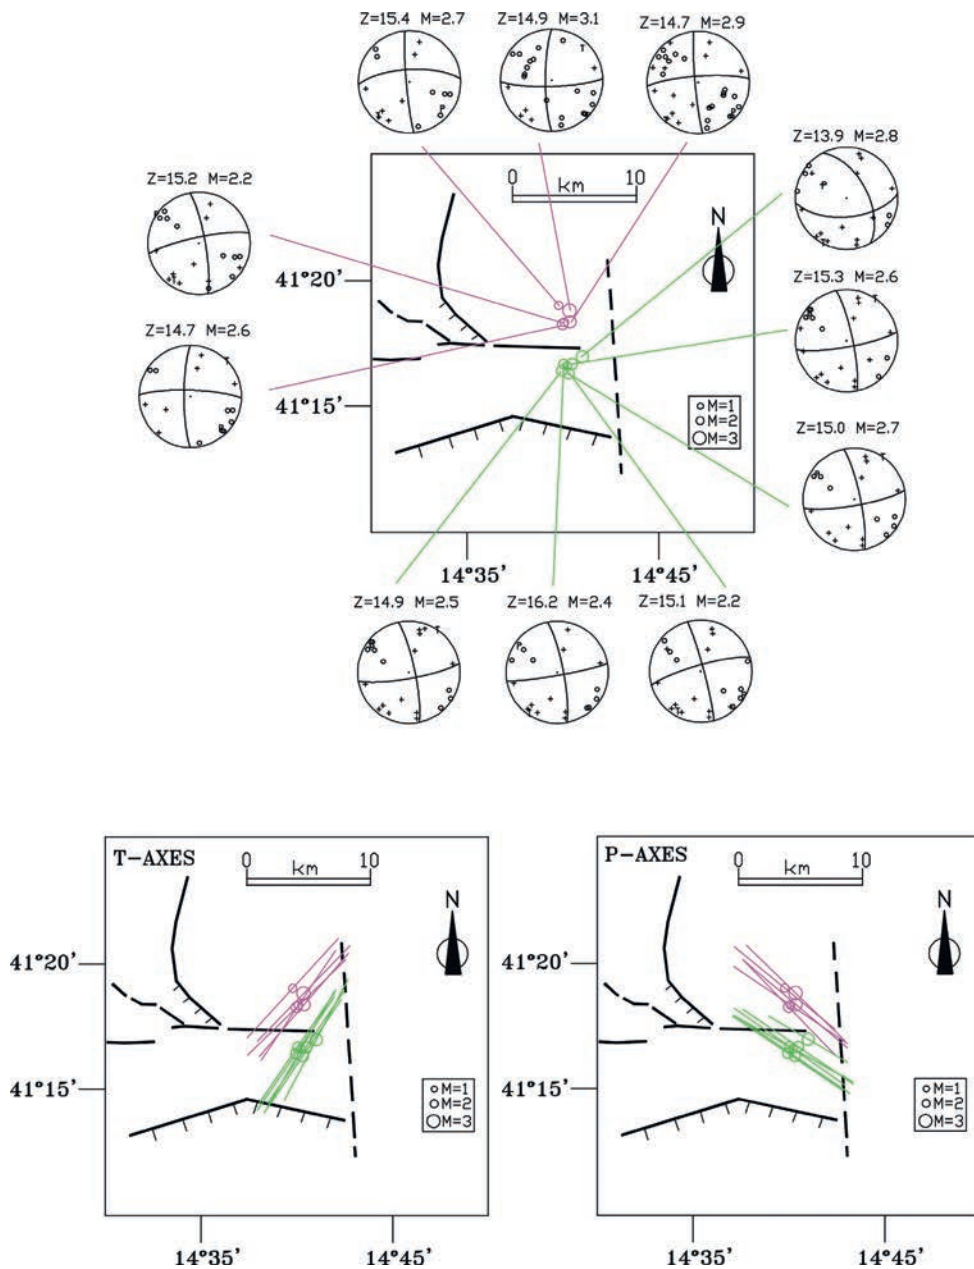 Z=15.4 M=2.7
Z=14.9 M=3.1
Z=14.7 M=2.9
T
T
Z=13.9 M=2.8
T
Z=15.2 M=2.2
0 10
km
N
Z=15.3 M=2.6
T
41°20'
Z=14.7 M=2.6
T
41°15'
M=1
M=2
M=3
Z=15.0 M=2.7
T
14°35' 14°45'
Z=14.9 M=2.5
Z=16.2 M=2.4
Z=15.1 M=2.2
T
P
T
T
T-AXES
0 10
km
N
41°20'
41°15'
M=1
M=2
M=3
14°35' 14°45'
P-AXES
0 10
km
N
41°20'
41°15'
M=1
M=2
M=3
14°35' 14°45'